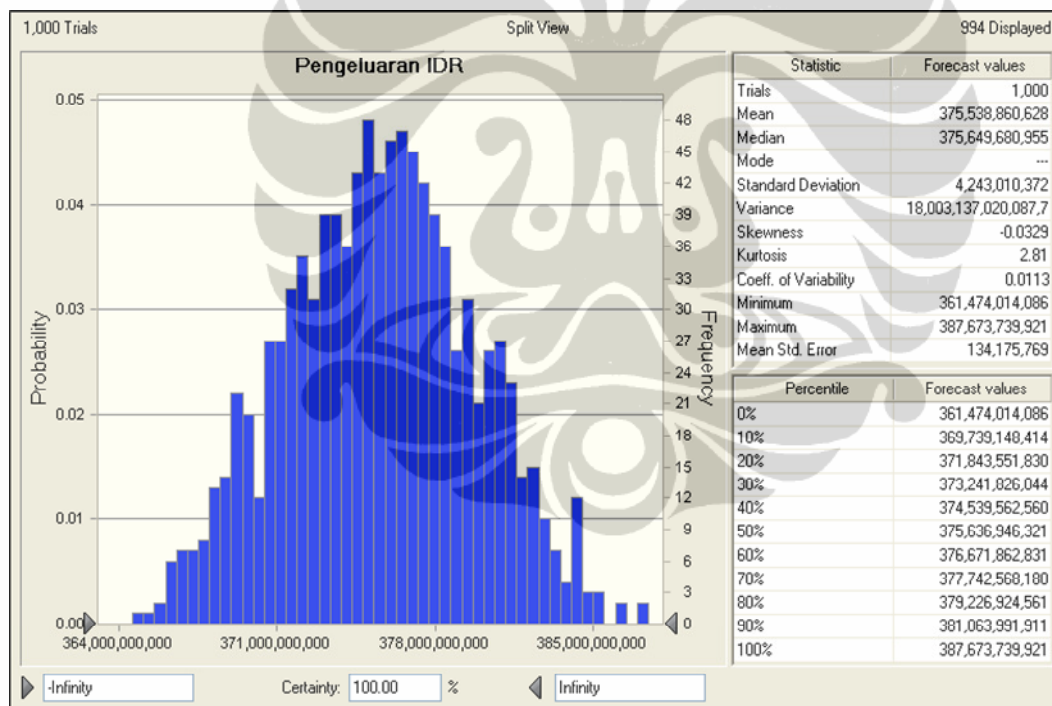 1,000 Trials
Split View
994 Displayed
Pengeluaran IDR
Probability
0.05
0.04
0.03
0.02
0.01
0.00
Frequency
48
45
42
39
36
33
30
27
24
21
18
15
12
9
6
3
0
364,000,000,000 371,000,000,000 378,000,000,000 385,000,000,000
Statistic Forecast values
Trials 1,000
Mean 375,538,860,628
Median 375,649,680,955
Mode ---
Standard Deviation 4,243,010,372
Variance 18,003,137,020,087,7
Skewness -0.0329
Kurtosis 2.81
Coeff. of Variability 0.0113
Minimum 361,474,014,086
Maximum 387,673,739,921
Mean Std. Error 134,175,769
Percentile Forecast values
0% 361,474,014,086
10% 369,739,148,414
20% 371,843,551,830
30% 373,241,826,044
40% 374,539,562,560
50% 375,636,946,321
60% 376,671,862,831
70% 377,742,568,180
80% 379,226,924,561
90% 381,063,991,911
100% 387,673,739,921
-Infinity Certainty: 100.00 % Infinity